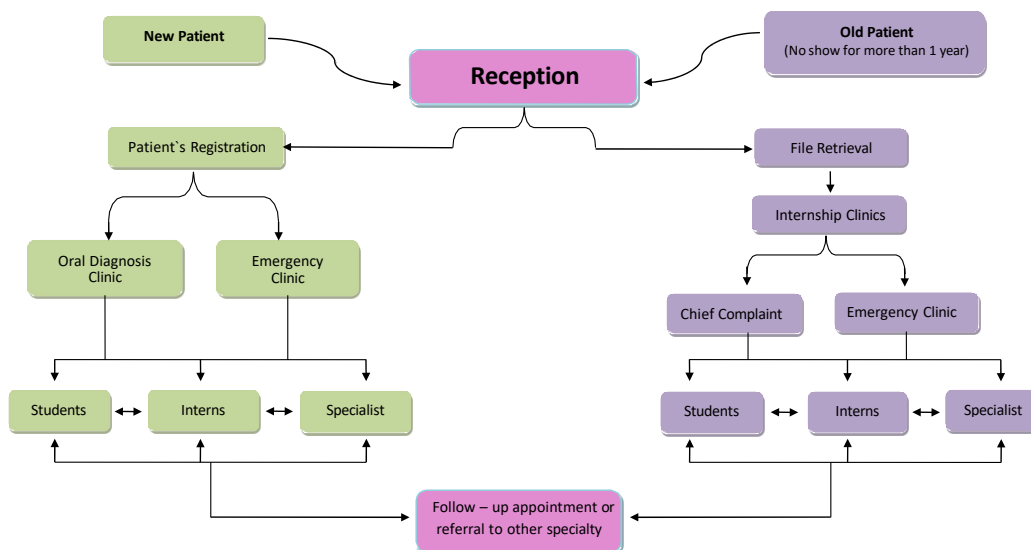 New Patient
Old Patient
(No show for more than 1 year)
Reception
Patient`s Registration
File Retrieval
Internship Clinics
Oral Diagnosis
Clinic
Emergency
Clinic
Chief Complaint
Emergency Clinic
Students
Interns
Specialist
Students
Interns
Specialist
Follow – up appointment or
referral to other specialty